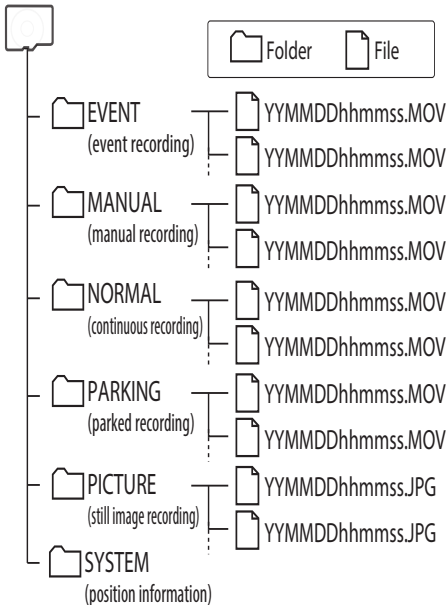 Folder File
EVENT YYMMDDhhmmss.MOV
(event recording)
YYMMDDhhmmss.MOV
MANUAL YYMMDDhhmmss.MOV
(manual recording)
YYMMDDhhmmss.MOV
NORMAL YYMMDDhhmmss.MOV
(continuous recording)
YYMMDDhhmmss.MOV
PARKING YYMMDDhhmmss.MOV
(parked recording)
YYMMDDhhmmss.MOV
PICTURE YYMMDDhhmmss.JPG
(still image recording)
YYMMDDhhmmss.JPG
SYSTEM
(position information)